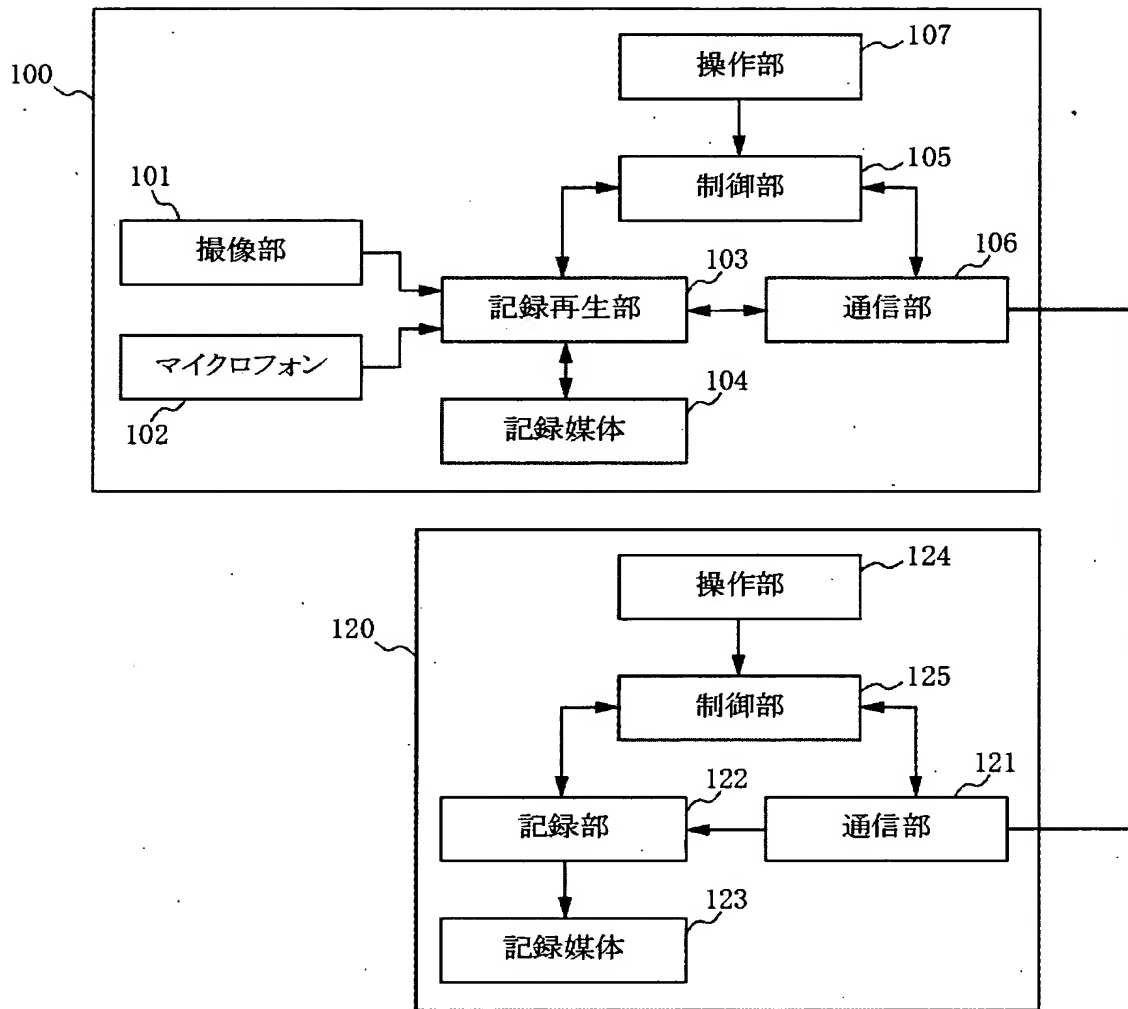 107
操作部
100
105
制御部
101
撮像部
106
103
記録再生部
通信部
マイクロフォン
104
102
記録媒体
124
操作部
120
125
制御部
121
122
記録部
通信部
123
記録媒体